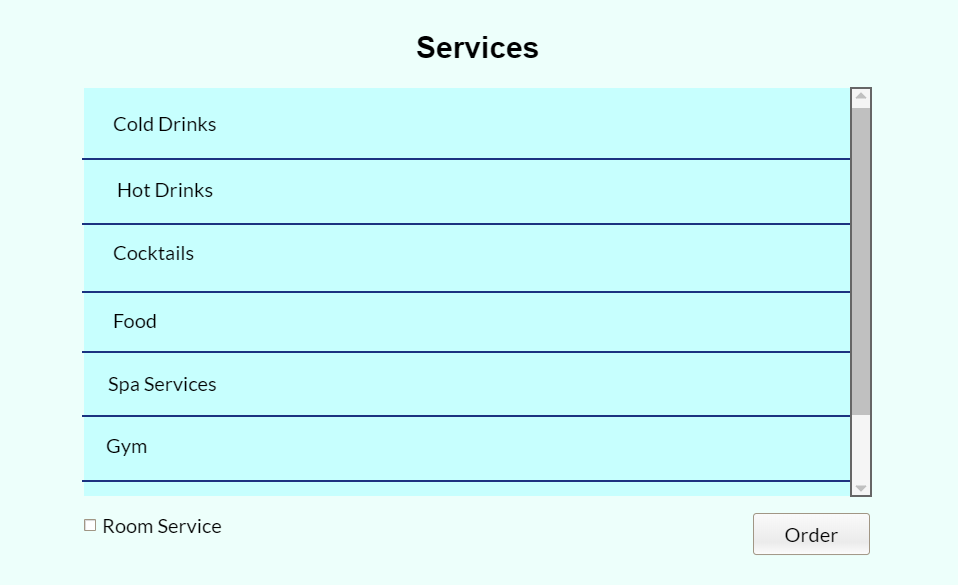 Services
Cold Drinks
Hot Drinks
Cocktails
Food
Spa Services
Gym
Room Service
Order